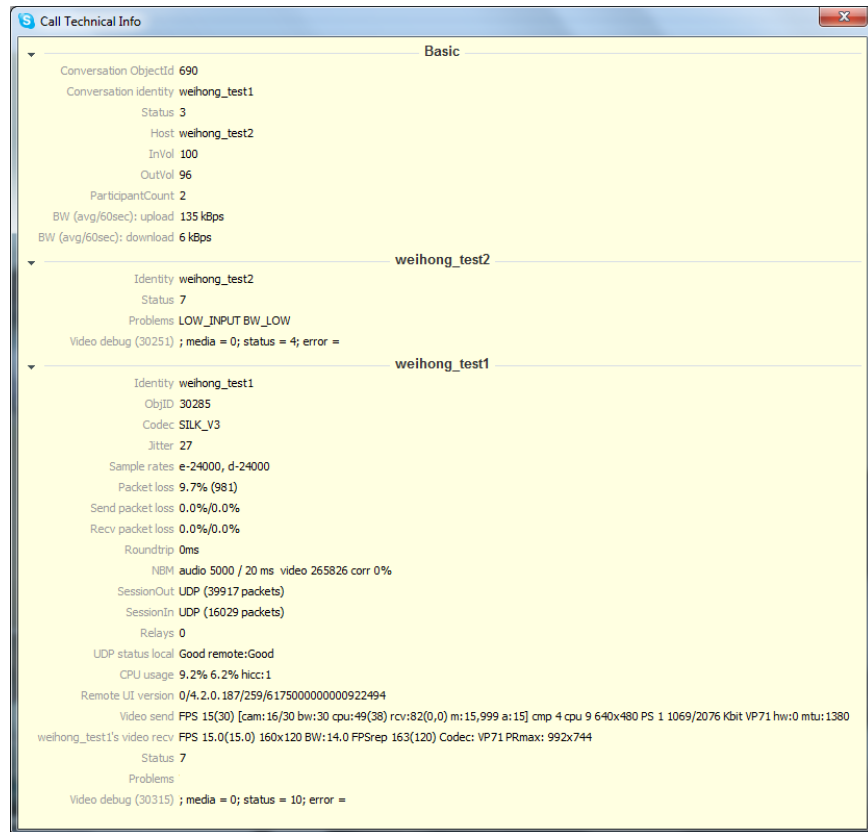 Call Technical Info
Basic
Conversation ObjectId 690
Conversation identity weihong_test1
Status 3
Host weihong_test2
InVol 100
OutVol 96
ParticipantCount 2
BW (avg/60sec): upload 135 kBps
BW (avg/60sec): download 6 kBps
weihong_test2
Identity weihong_test2
Status 7
Problems LOW_INPUT BW_LOW
Video debug (30251) ; media = 0; status = 4; error =
weihong_test1
Identity weihong_test1
ObjID 30285
Codec SILK_V3
Jitter 27
Sample rates e-24000, d-24000
Packet loss 9.7% (981)
Send packet loss 0.0%/0.0%
Recv packet loss 0.0%/0.0%
Roundtrip 0ms
NBM audio 5000 / 20 ms video 265826 corr 0%
SessionOut UDP (39917 packets)
SessionIn UDP (16029 packets)
Relays 0
UDP status local Good remote:Good
CPU usage 9.2% 6.2% hicc:1
Remote UI version 0/4.2.0.187/259/6175000000000922494
Video send FPS 15(30) [cam:16/30 bw:30 cpu:49(38) rcv:82(0,0) m:15,999 a:15] cmp 4 cpu 9 640x480 PS 1 1069/2076 Kbit VP71 hw:0 mtu:1380
weihong_test1's video recv FPS 15.0(15.0) 160x120 BW:14.0 FPSrep 163(120) Codec: VP71 PRmax: 992x744
Status 7
Problems
Video debug (30315) ; media = 0; status = 10; error =